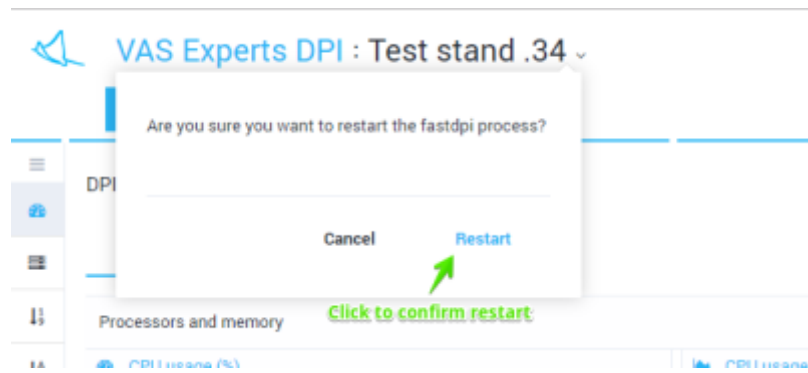 VAS Experts DPI : Test stand .34
Are you sure you want to restart the fastdpi process?
DPI
Cancel Restart
Click to confirm restart
Processors and memory
CPU usage (%)
CPU usage